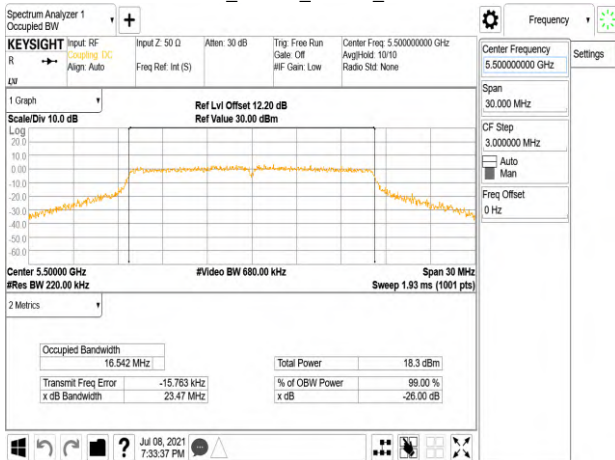 Spectrum Analyzer 1
Occupied BW
Frequency
KEYSIGHT
R
Input: RF
Coupling: DC
Align: Auto
Input Z: 50 Ω
Freq Ref: Int (S)
Atten: 30 dB
Trig: Free Run
Gate: Off
#IF Gain: Low
Center Freq: 5.500000000 GHz
Avg|Hold: 10/10
Radio Std: None
LXI
Center Frequency
5.500000000 GHz
Settings
Span
30.000 MHz
CF Step
3.000000 MHz
Auto
Man
Freq Offset
0 Hz
1 Graph
Scale/Div 10.0 dB
Ref Lvl Offset 12.20 dB
Ref Value 30.00 dBm
Log
20.0
10.0
0.00
-10.0
-20.0
-30.0
-40.0
-50.0
-60.0
Center 5.50000 GHz
#Res BW 220.00 kHz
#Video BW 680.00 kHz
Span 30 MHz
Sweep 1.93 ms (1001 pts)
2 Metrics
Occupied Bandwidth
16.542 MHz
Transmit Freq Error -15.763 kHz
x dB Bandwidth 23.47 MHz
Total Power 18.3 dBm
% of OBW Power 99.00 %
x dB -26.00 dB
?
Jul 08, 2021
7:33:37 PM